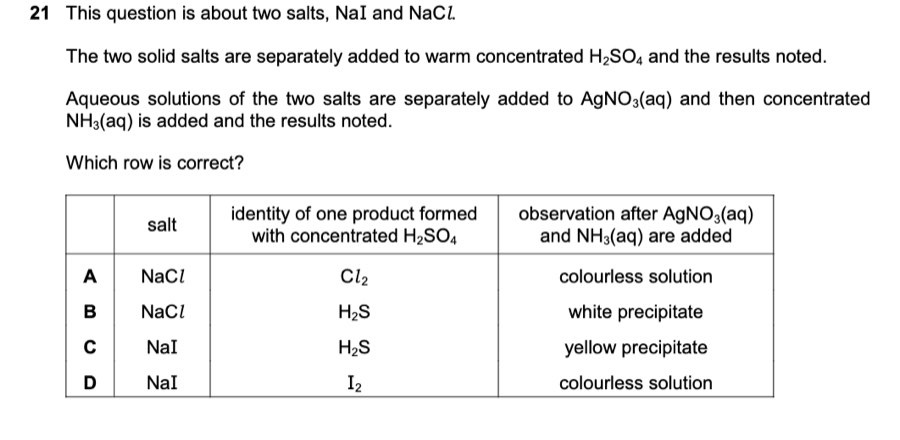 21 This question is about two salts, NaI and NaCl.
The two solid salts are separately added to warm concentrated H₂SO₄ and the results noted.
Aqueous solutions of the two salts are separately added to AgNO₃(aq) and then concentrated
NH₃(aq) is added and the results noted.
Which row is correct?
salt | identity of one product formed with concentrated H₂SO₄ | observation after AgNO₃(aq) and NH₃(aq) are added
A | NaCl | Cl₂ | colourless solution
B | NaCl | H₂S | white precipitate
C | NaI | H₂S | yellow precipitate
D | NaI | I₂ | colourless solution